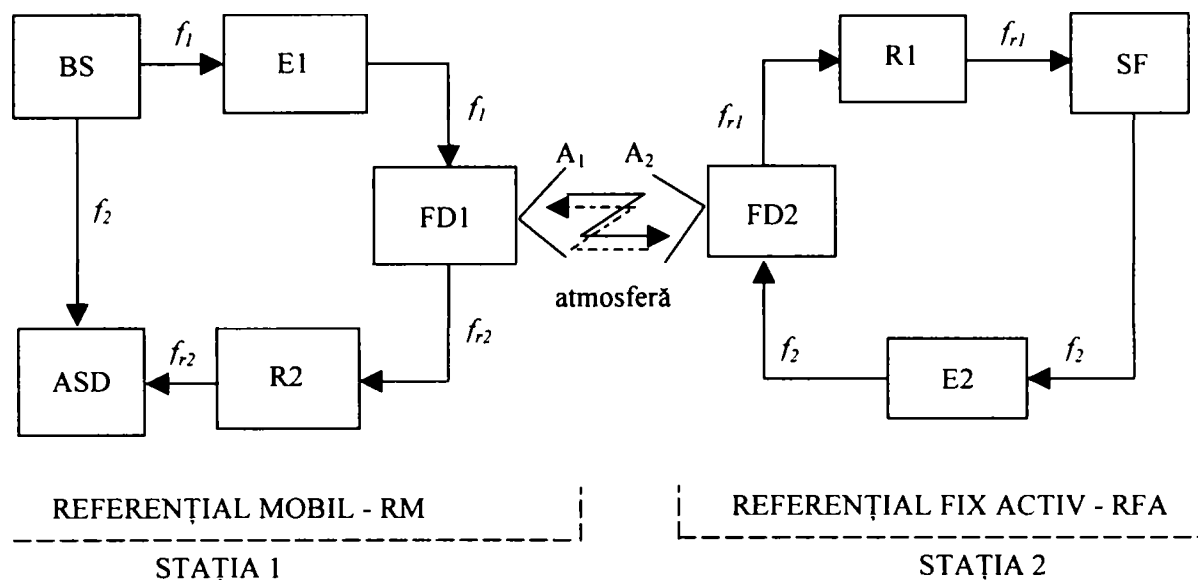 BS
f₁
E1
f₁
f₂
FD1
A₁
A₂
atmosferă
fᵣ₂
ASD
fᵣ₂
R2
R1
fᵣ₁
SF
fᵣ₁
FD2
f₂
E2
f₂
REFERENȚIAL MOBIL - RM
STAȚIA 1
REFERENȚIAL FIX ACTIV - RFA
STAȚIA 2